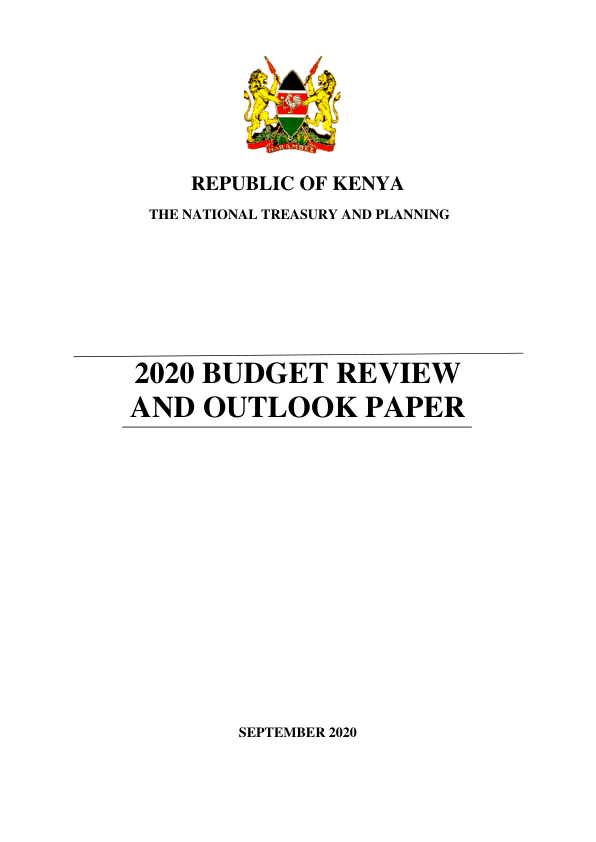 HARAMBEE
REPUBLIC OF KENYA
THE NATIONAL TREASURY AND PLANNING
2020 BUDGET REVIEW
AND OUTLOOK PAPER
SEPTEMBER 2020